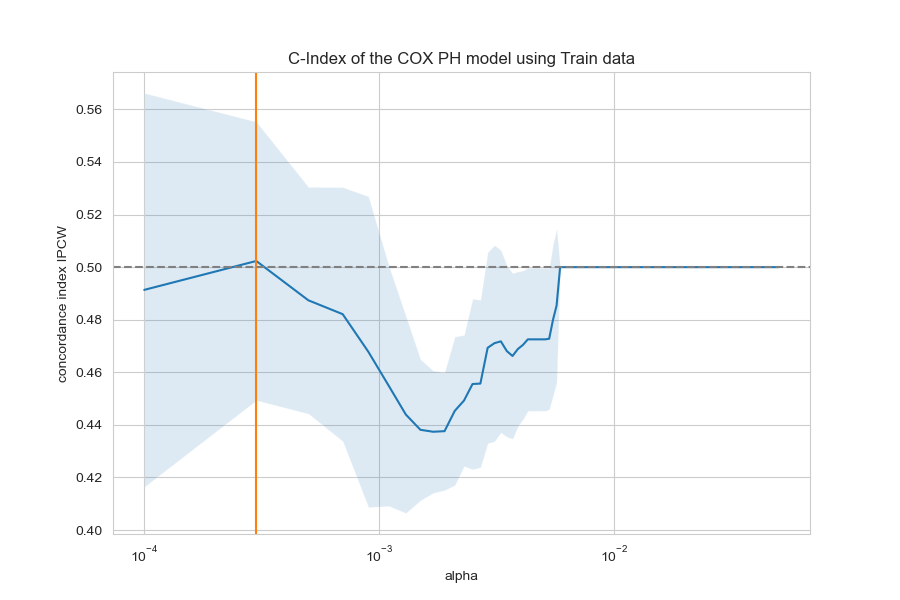 C-Index of the COX PH model using Train data
concordance index IPCW
0.56
0.54
0.52
0.50
0.48
0.46
0.44
0.42
0.40
10⁻⁴ 10⁻³ 10⁻²
alpha